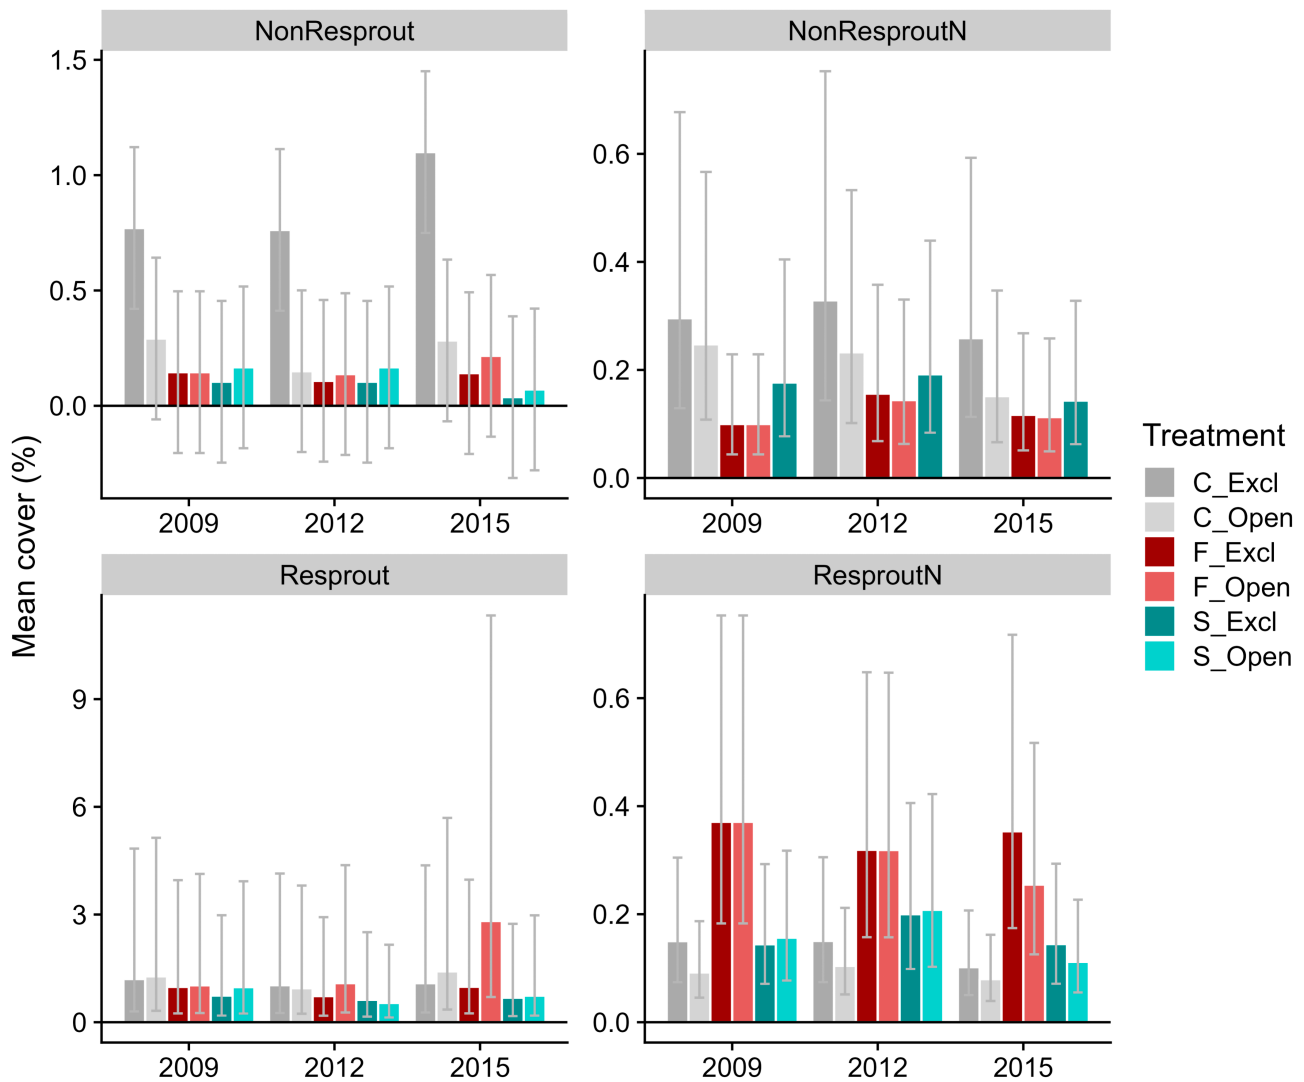 NonResprout
NonResproutN
1.5
1.0
0.5
0.0
0.6
0.4
0.2
0.0
2009
2012
2015
2009
2012
2015
Mean cover (%)
Resprout
ResproutN
9
6
3
0
0.6
0.4
0.2
0.0
2009
2012
2015
2009
2012
2015
Treatment
C_Excl
C_Open
F_Excl
F_Open
S_Excl
S_Open